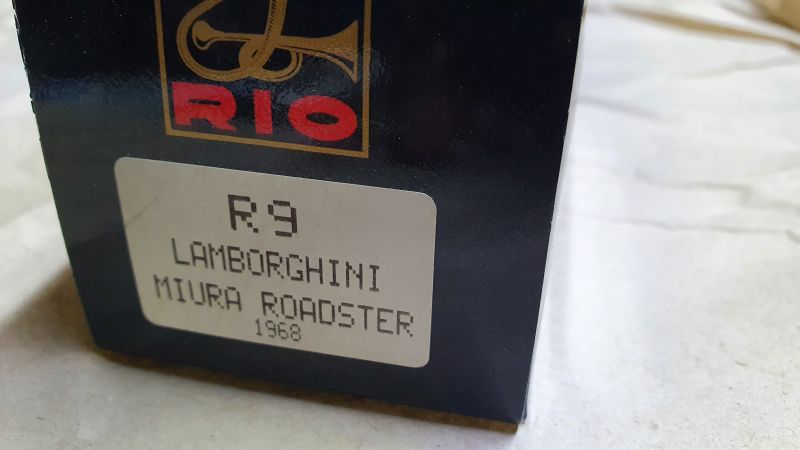 RIO
R9
LAMBORGHINI
MIURA ROADSTER
1968